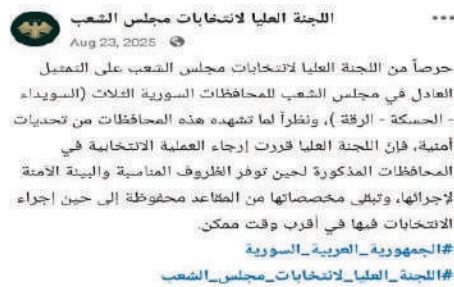 اللجنة العليا لانتخابات مجلس الشعب
Aug 23, 2025
حرصاً من اللجنة العليا لانتخابات مجلس الشعب على التمثيل
العادل في مجلس الشعب للمحافظات السورية الثلاث (السويداء
- الحسكة - الرقة )، ونظراً لما تشهده هذه المحافظات من تحديات
أمنية، فإن اللجنة العليا قررت إرجاء العملية الانتخابية في
المحافظات المذكورة لحين توفر الظروف المناسبة والبيئة الآمنة
لإجرائها، وتبقى مخصصاتها من المقاعد محفوظة إلى حين إجراء
الانتخابات فيها في أقرب وقت ممكن.
#الجمهورية_العربية_السورية
#اللجنة_العليا_لانتخابات_مجلس_الشعب